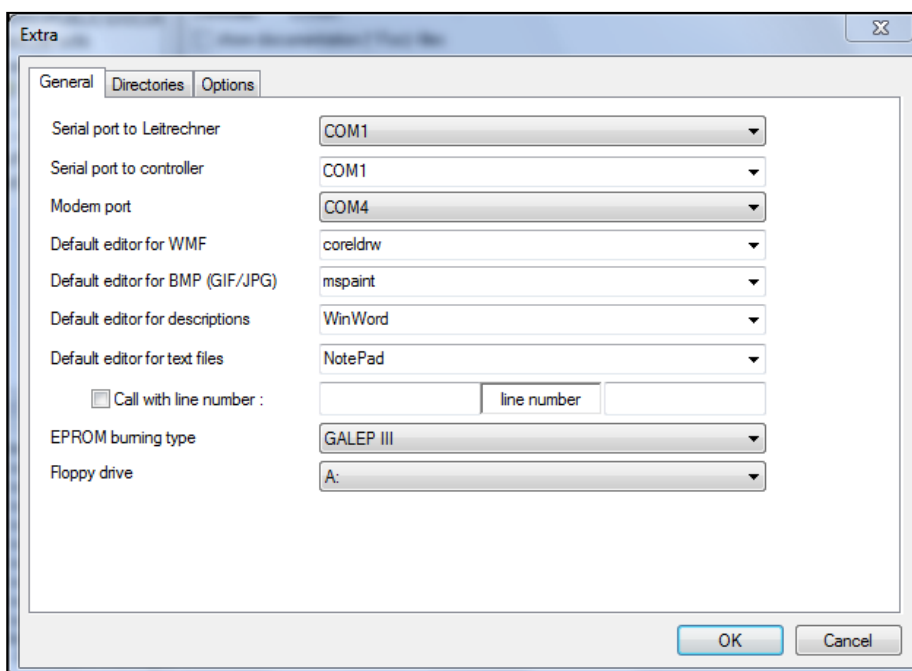 Extra
General Directories Options
Serial port to Leitrechner COM1
Serial port to controller COM1
Modem port COM4
Default editor for WMF coreldrw
Default editor for BMP (GIF/JPG) mspaint
Default editor for descriptions WinWord
Default editor for text files NotePad
Call with line number : line number
EPROM burning type GALEP III
Floppy drive A:
OK Cancel